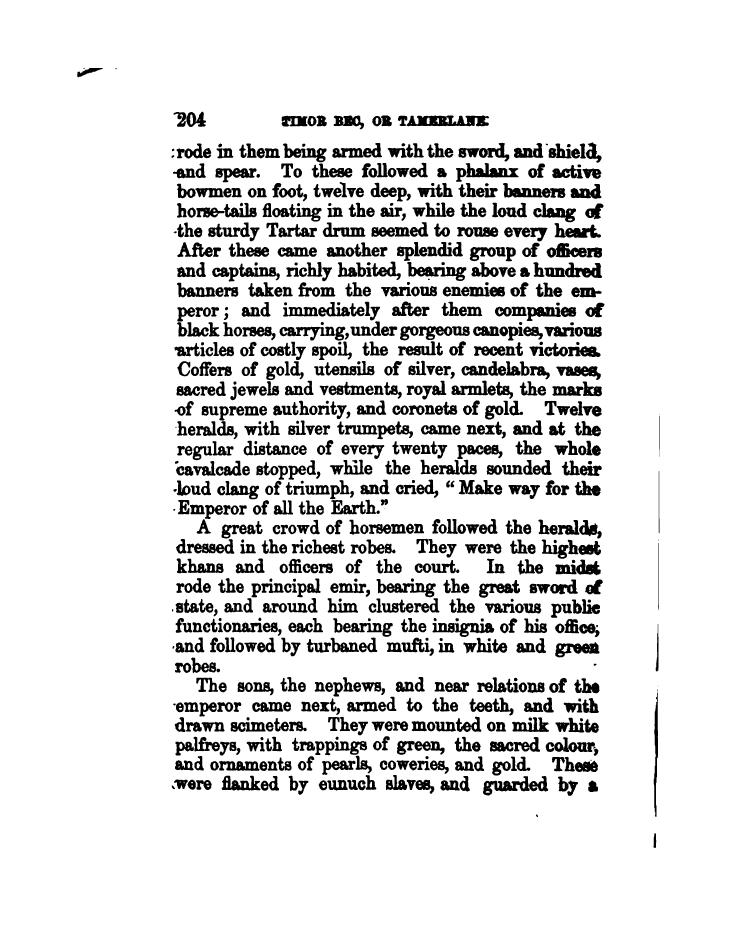 204 TIMOR BEC, OR TAMERLANE
rode in them being armed with the sword, and shield,
and spear. To these followed a phalanx of active
bowmen on foot, twelve deep, with their banners and
horse-tails floating in the air, while the loud clang of
the sturdy Tartar drum seemed to rouse every heart.
After these came another splendid group of officers
and captains, richly habited, bearing above a hundred
banners taken from the various enemies of the em-
peror; and immediately after them companies of
black horses, carrying, under gorgeous canopies, various
articles of costly spoil, the result of recent victories.
Coffers of gold, utensils of silver, candelabra, vases,
sacred jewels and vestments, royal armlets, the marks
of supreme authority, and coronets of gold. Twelve
heralds, with silver trumpets, came next, and at the
regular distance of every twenty paces, the whole
cavalcade stopped, while the heralds sounded their
loud clang of triumph, and cried, “Make way for the
Emperor of all the Earth.”
A great crowd of horsemen followed the heralds,
dressed in the richest robes. They were the highest
khans and officers of the court. In the midst
rode the principal emir, bearing the great sword of
state, and around him clustered the various public
functionaries, each bearing the insignia of his office;
and followed by turbaned mufti, in white and green
robes.
The sons, the nephews, and near relations of the
emperor came next, armed to the teeth, and with
drawn scimeters. They were mounted on milk white
palfreys, with trappings of green, the sacred colour,
and ornaments of pearls, coweries, and gold. These
were flanked by eunuch slaves, and guarded by a